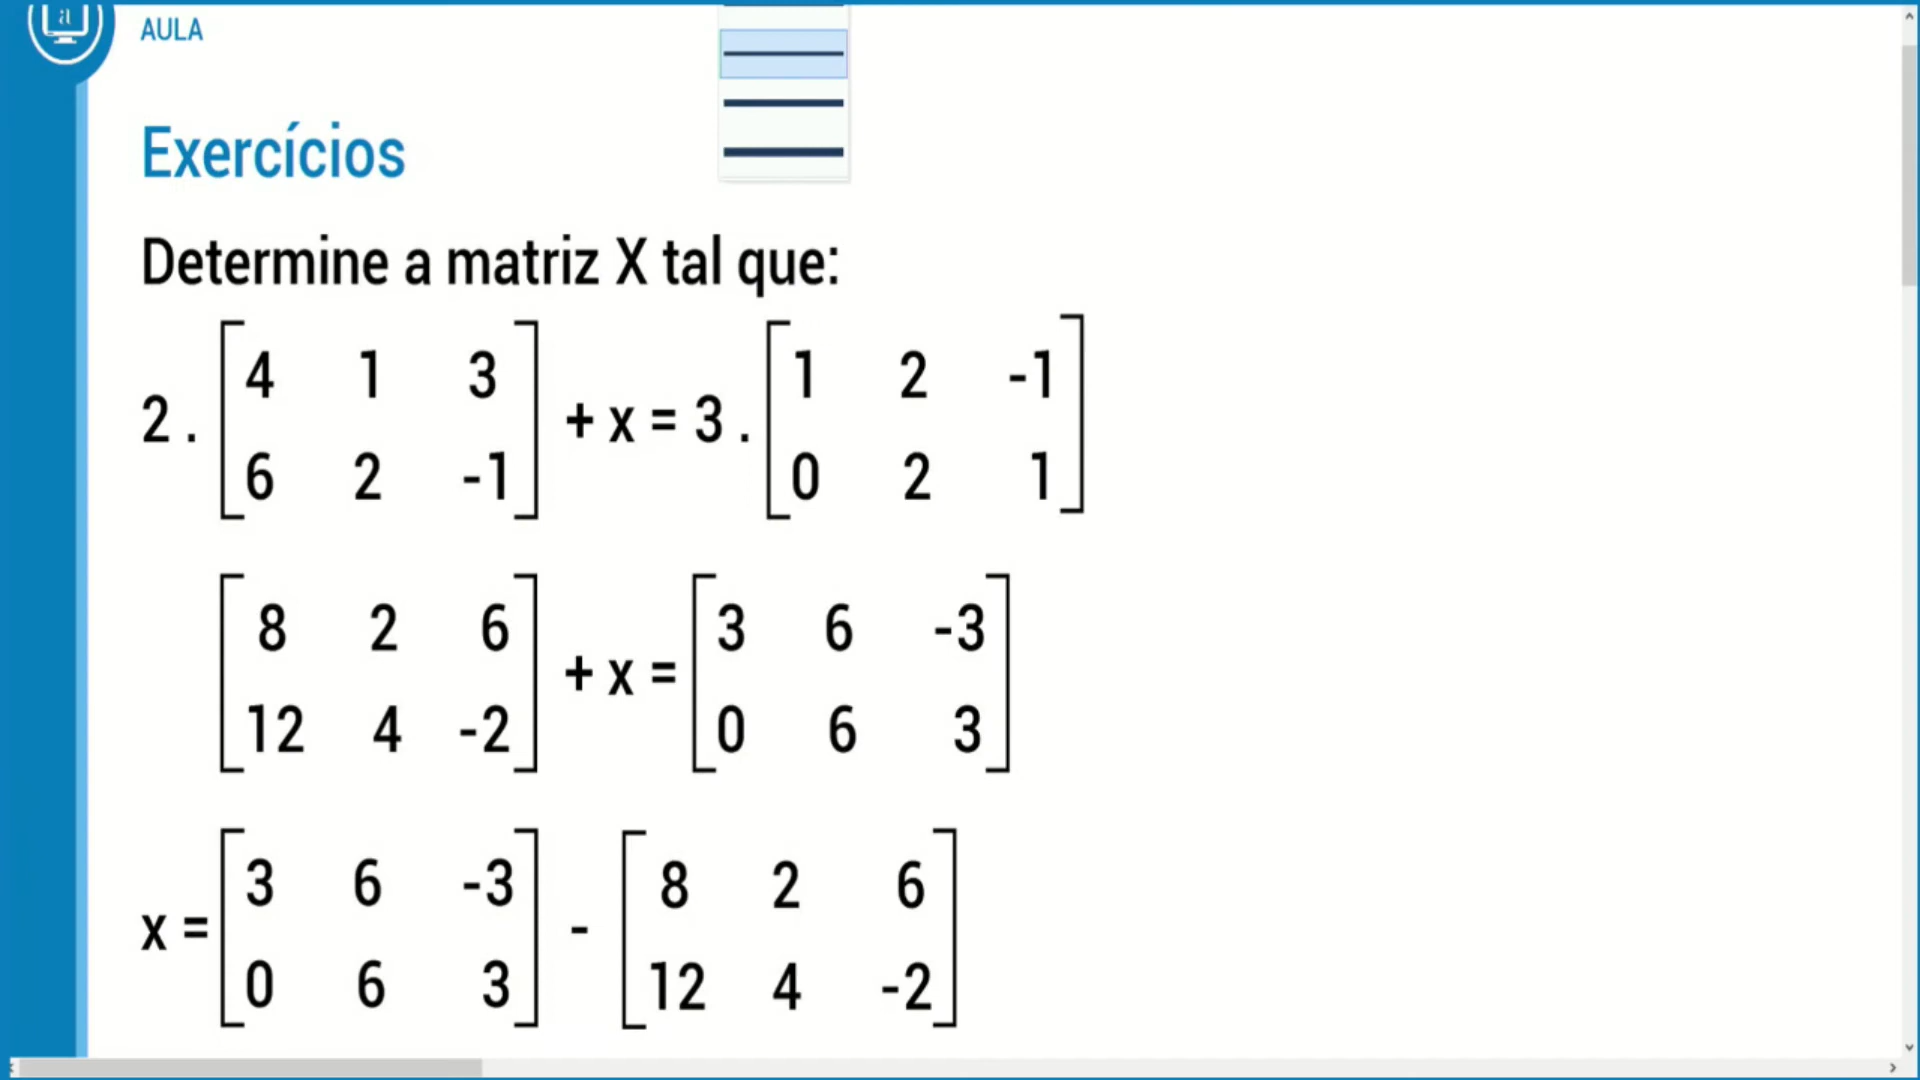 a
AULA
Exercícios
Determine a matriz X tal que:
4 1 3 1 2 -1
2 . + x = 3 .
6 2 -1 0 2 1
8 2 6 3 6 -3
+ x =
12 4 -2 0 6 3
3 6 -3 8 2 6
x = -
0 6 3 12 4 -2